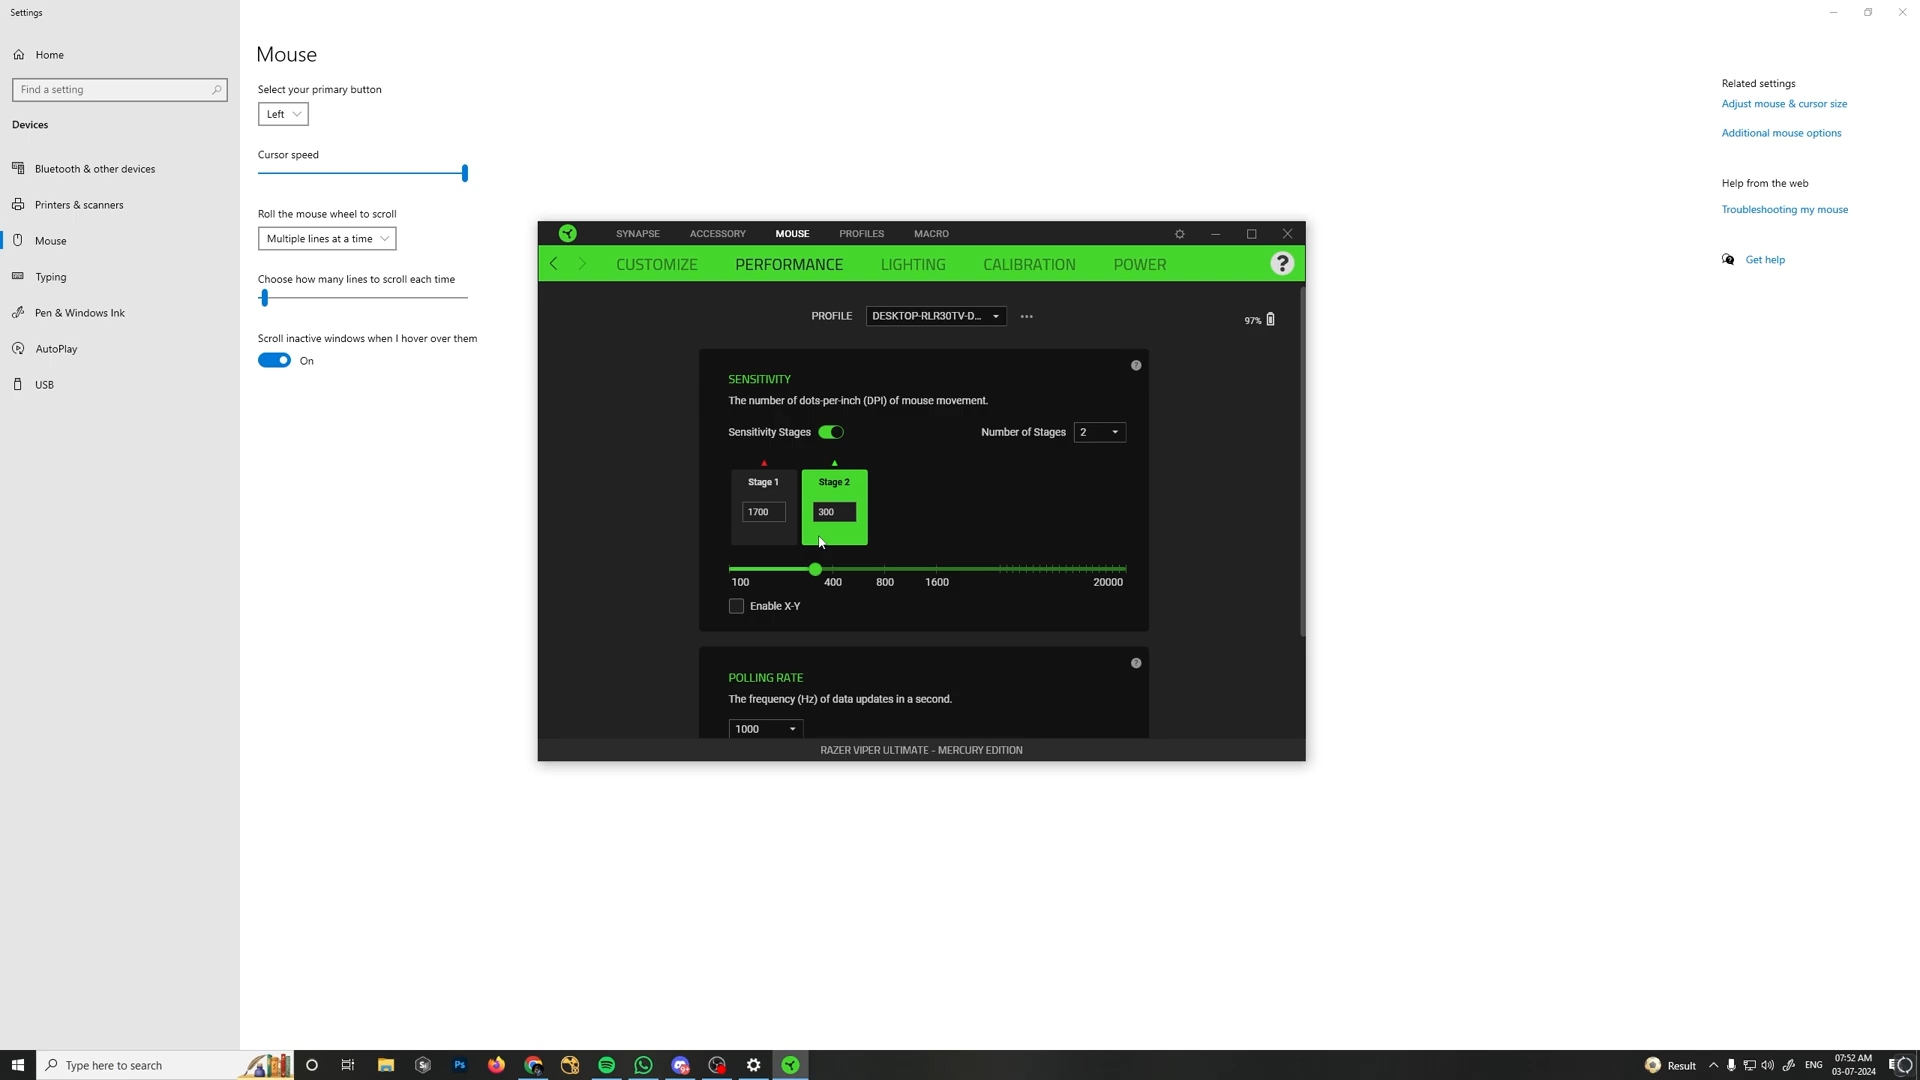 Settings
Home
Find a setting
Devices
Bluetooth & other devices
Printers & scanners
Mouse
Typing
Pen & Windows Ink
AutoPlay
USB
Mouse
Select your primary button
Left
Cursor speed
Roll the mouse wheel to scroll
Multiple lines at a time
Choose how many lines to scroll each time
Scroll inactive windows when I hover over them
On
Related settings
Adjust mouse & cursor size
Additional mouse options
Help from the web
Troubleshooting my mouse
Get help
SYNAPSE ACCESSORY MOUSE PROFILES MACRO
CUSTOMIZE PERFORMANCE LIGHTING CALIBRATION POWER ?
PROFILE DESKTOP-RLR30TV-D... ...
97%
SENSITIVITY ?
The number of dots-per-inch (DPI) of mouse movement.
Sensitivity Stages Number of Stages 2
Stage 1 Stage 2
1700 300
100 400 800 1600 20000
Enable X-Y
POLLING RATE ?
The frequency (Hz) of data updates in a second.
1000
RAZER VIPER ULTIMATE - MERCURY EDITION
Type here to search
Ps
Result
ENG
07:52 AM
03-07-2024